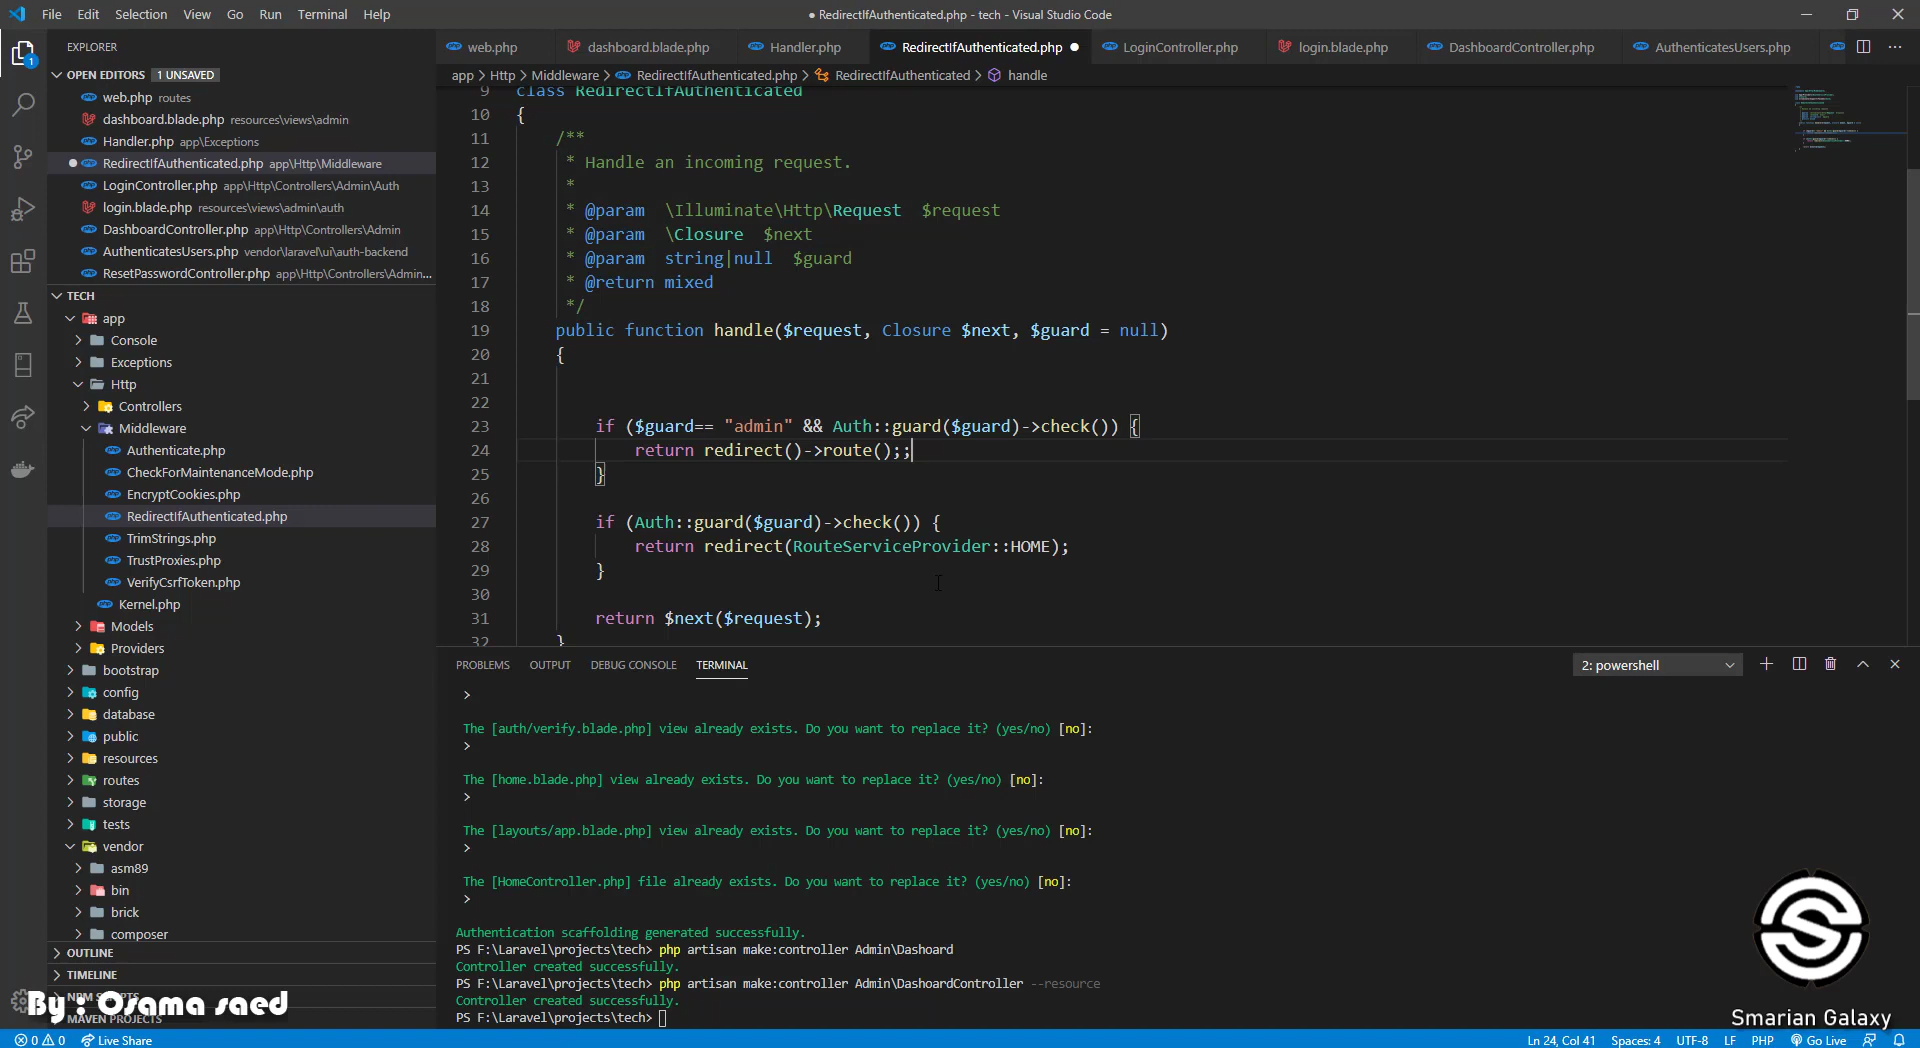 File Edit Selection View Go Run Terminal Help
● RedirectIfAuthenticated.php - tech - Visual Studio Code
EXPLORER
OPEN EDITORS 1 UNSAVED
web.php routes
dashboard.blade.php resources\views\admin
Handler.php app\Exceptions
RedirectIfAuthenticated.php app\Http\Middleware
LoginController.php app\Http\Controllers\Admin\Auth
login.blade.php resources\views\admin\auth
DashboardController.php app\Http\Controllers\Admin
AuthenticatesUsers.php vendor\laravel\ui\auth-backend
ResetPasswordController.php app\Http\Controllers\Admin...
TECH
app
Console
Exceptions
Http
Controllers
Middleware
Authenticate.php
CheckForMaintenanceMode.php
EncryptCookies.php
RedirectIfAuthenticated.php
TrimStrings.php
TrustProxies.php
VerifyCsrfToken.php
Kernel.php
Models
Providers
bootstrap
config
database
public
resources
routes
storage
tests
vendor
asm89
bin
brick
composer
OUTLINE
TIMELINE
NPM SCRIPTS
MAVEN PROJECTS
By : Osama saed
web.php dashboard.blade.php Handler.php RedirectIfAuthenticated.php ● LoginController.php login.blade.php DashboardController.php AuthenticatesUsers.php
app > Http > Middleware > RedirectIfAuthenticated.php > RedirectIfAuthenticated > handle
9 class RedirectIfAuthenticated
10 {
11 /**
12 * Handle an incoming request.
13 *
14 * @param \Illuminate\Http\Request $request
15 * @param \Closure $next
16 * @param string|null $guard
17 * @return mixed
18 */
19 public function handle($request, Closure $next, $guard = null)
20 {
21
22
23 if ($guard== "admin" && Auth::guard($guard)->check()) {
24 return redirect()->route();;
25 }
26
27 if (Auth::guard($guard)->check()) {
28 return redirect(RouteServiceProvider::HOME);
29 }
30
31 return $next($request);
32 }
PROBLEMS OUTPUT DEBUG CONSOLE TERMINAL 2: powershell
>
The [auth/verify.blade.php] view already exists. Do you want to replace it? (yes/no) [no]:
>
The [home.blade.php] view already exists. Do you want to replace it? (yes/no) [no]:
>
The [layouts/app.blade.php] view already exists. Do you want to replace it? (yes/no) [no]:
>
The [HomeController.php] file already exists. Do you want to replace it? (yes/no) [no]:
>
Authentication scaffolding generated successfully.
PS F:\Laravel\projects\tech> php artisan make:controller Admin\Dashoard
Controller created successfully.
PS F:\Laravel\projects\tech> php artisan make:controller Admin\DashoardController --resource
Controller created successfully.
PS F:\Laravel\projects\tech>
Smarian Galaxy
0 0 Live Share
Ln 24, Col 41 Spaces: 4 UTF-8 LF PHP Go Live